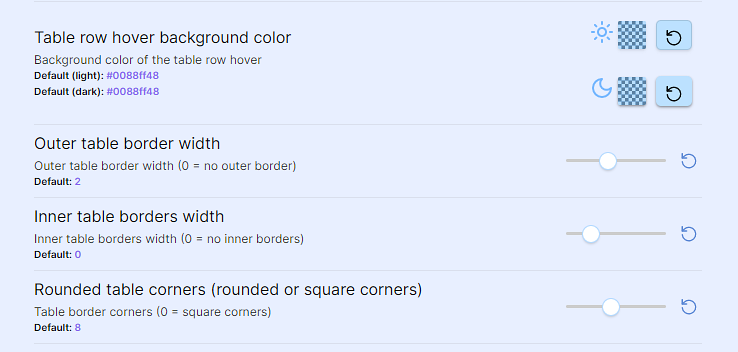 Table row hover background color
Background color of the table row hover
Default (light): #0088ff48
Default (dark): #0088ff48
Outer table border width
Outer table border width (0 = no outer border)
Default: 2
Inner table borders width
Inner table borders width (0 = no inner borders)
Default: 0
Rounded table corners (rounded or square corners)
Table border corners (0 = square corners)
Default: 8